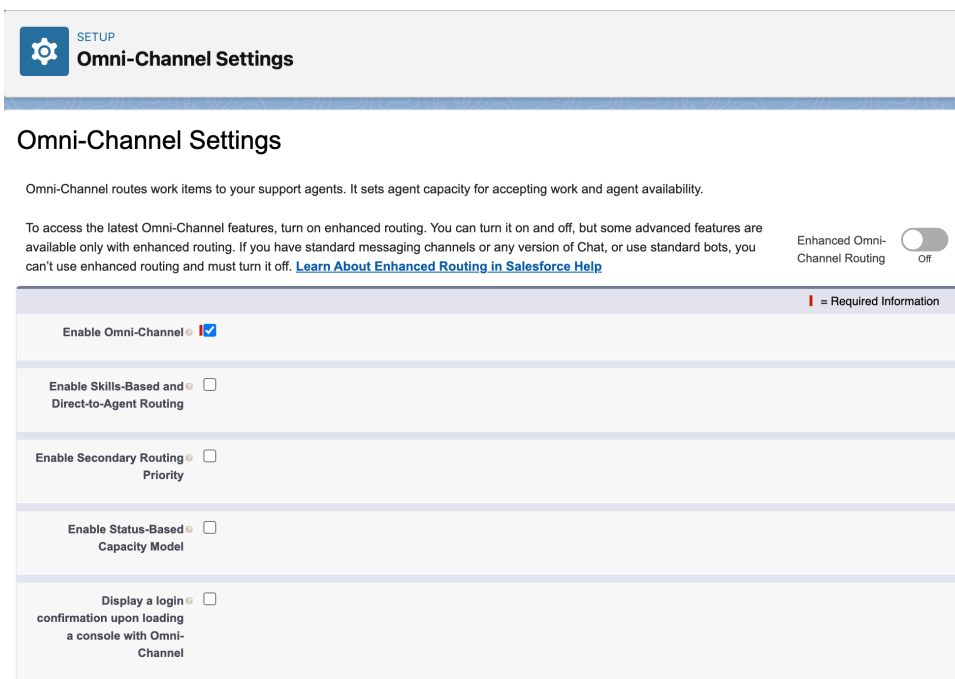 SETUP
Omni-Channel Settings
Omni-Channel Settings
Omni-Channel routes work items to your support agents. It sets agent capacity for accepting work and agent availability.
To access the latest Omni-Channel features, turn on enhanced routing. You can turn it on and off, but some advanced features are
available only with enhanced routing. If you have standard messaging channels or any version of Chat, or use standard bots, you
can't use enhanced routing and must turn it off. Learn About Enhanced Routing in Salesforce Help
Enhanced Omni-
Channel Routing
Off
= Required Information
Enable Omni-Channel
Enable Skills-Based and
Direct-to-Agent Routing
Enable Secondary Routing
Priority
Enable Status-Based
Capacity Model
Display a login
confirmation upon loading
a console with Omni-
Channel